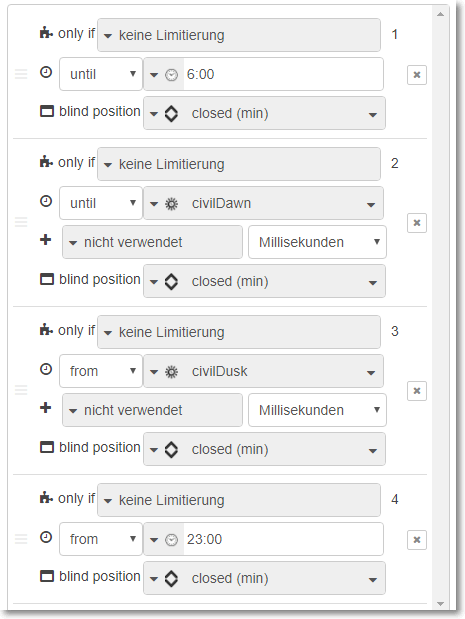 only if keine Limitierung 1
until 6:00
blind position closed (min)
only if keine Limitierung 2
until civilDawn
nicht verwendet Millisekunden
blind position closed (min)
only if keine Limitierung 3
from civilDusk
nicht verwendet Millisekunden
blind position closed (min)
only if keine Limitierung 4
from 23:00
blind position closed (min)